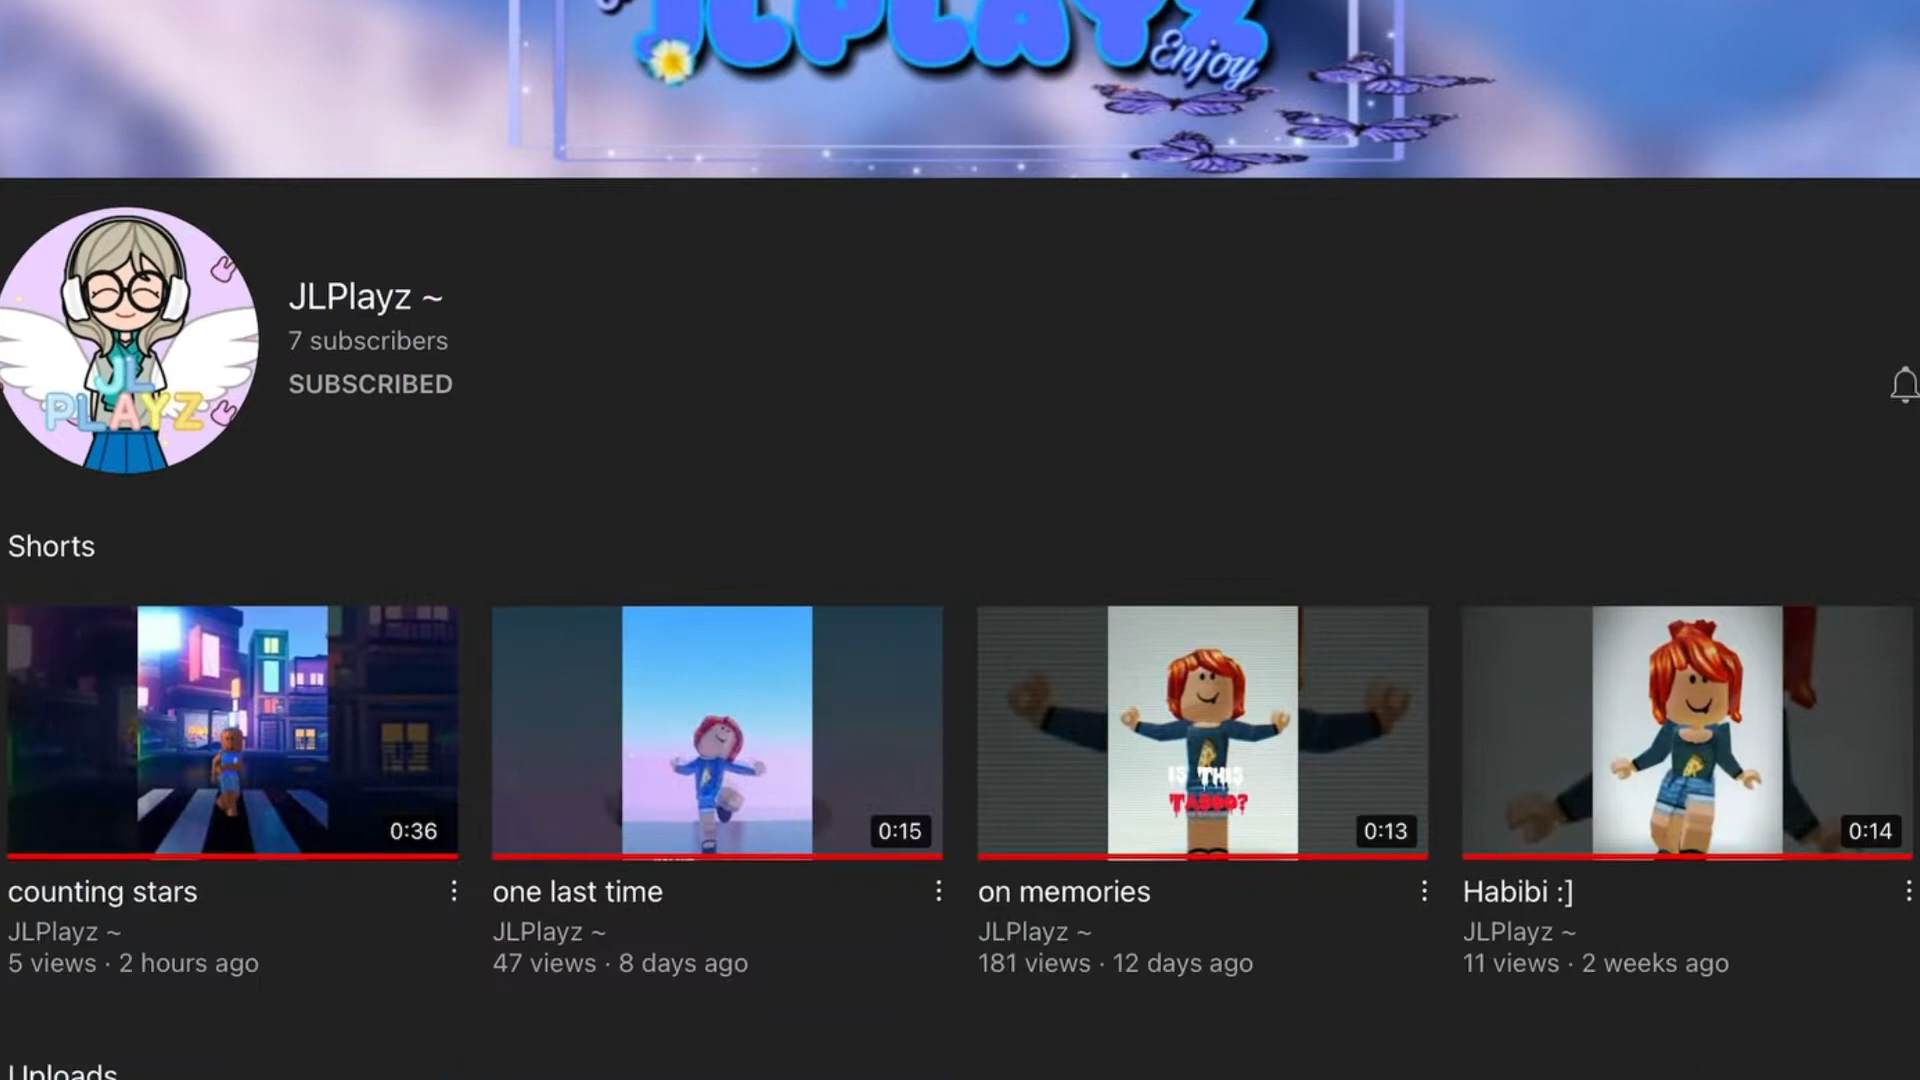 JLPLAYZ
Enjoy
JL
PLAYZ
JLPlayz ~
7 subscribers
SUBSCRIBED
Shorts
0:36
0:15
IS THIS
TABOO?
0:13
0:14
counting stars
JLPlayz ~
5 views · 2 hours ago
one last time
JLPlayz ~
47 views · 8 days ago
on memories
JLPlayz ~
181 views · 12 days ago
Habibi :]
JLPlayz ~
11 views · 2 weeks ago
Uploads